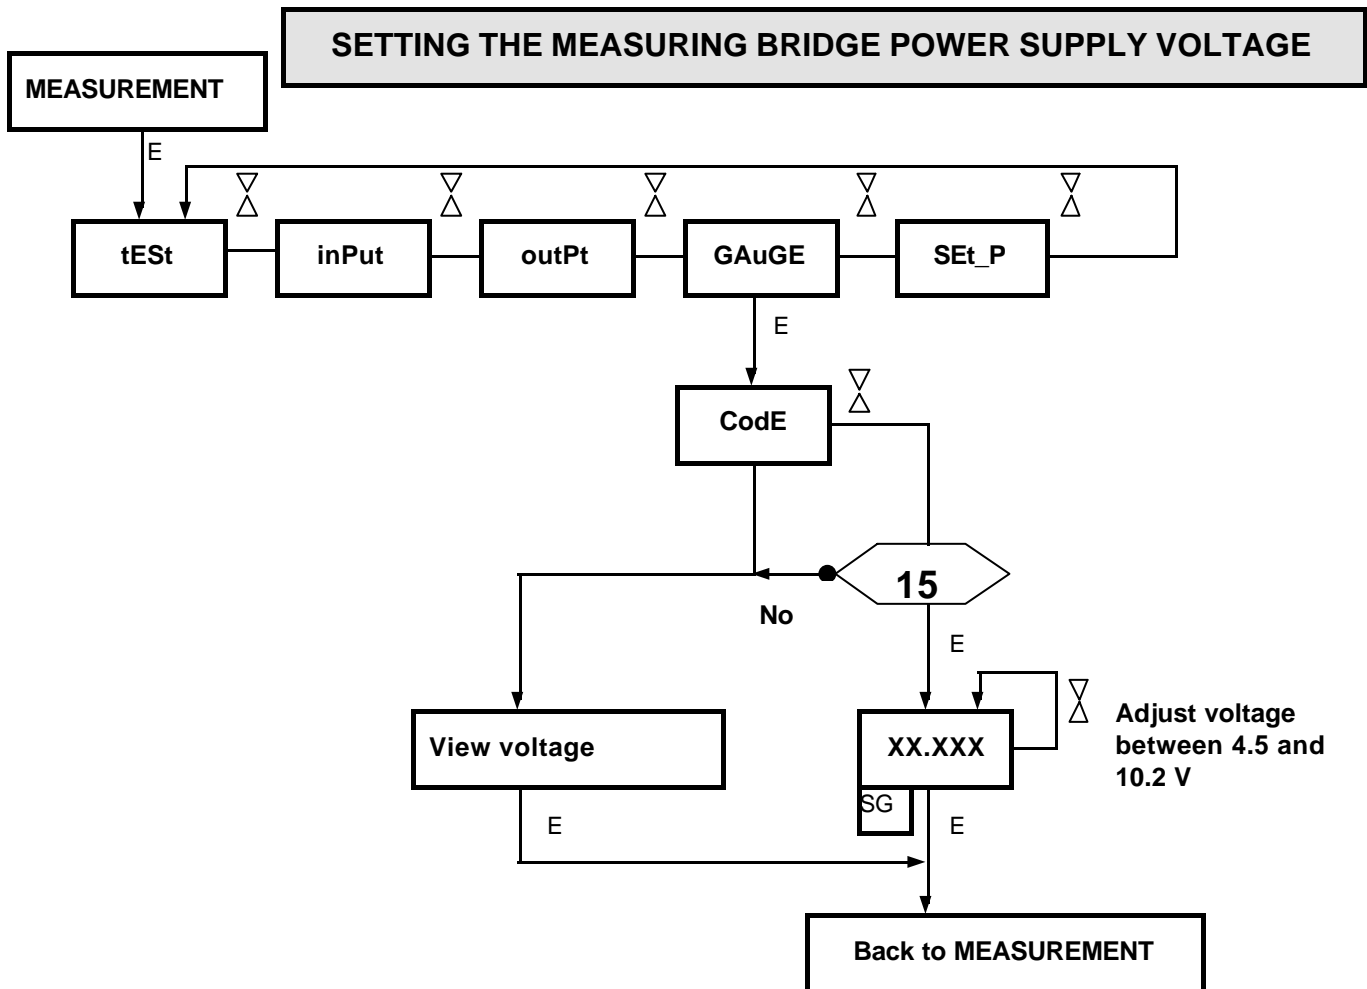 SETTING THE MEASURING BRIDGE POWER SUPPLY VOLTAGE
MEASUREMENT
E
tESt
inPut
outPt
GAuGE
SEt_P
E
CodE
15
No
E
View voltage
XX.XXX
Adjust voltage
between 4.5 and
10.2 V
SG
E
E
Back to MEASUREMENT